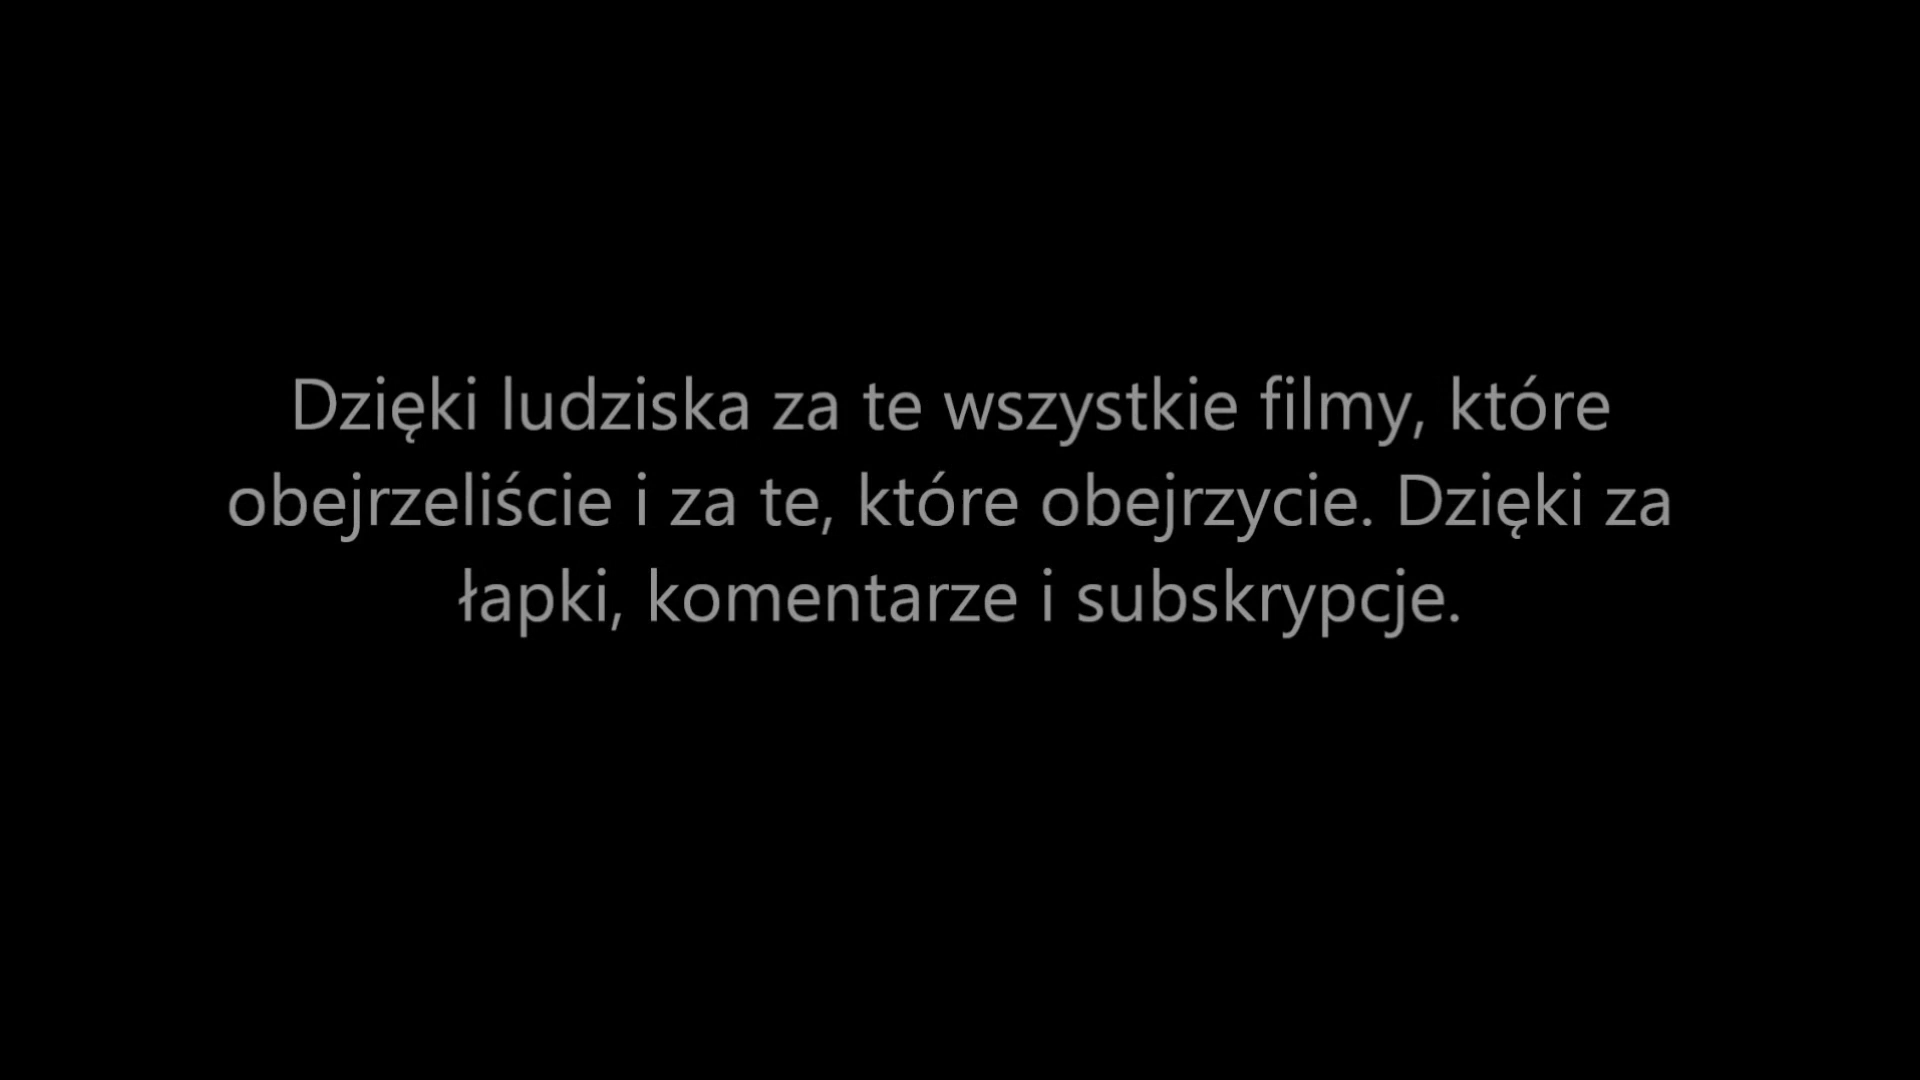 Dzięki ludziska za te wszystkie filmy, które
obejrzeliście i za te, które obejrzycie. Dzięki za
łapki, komentarze i subskrypcje.